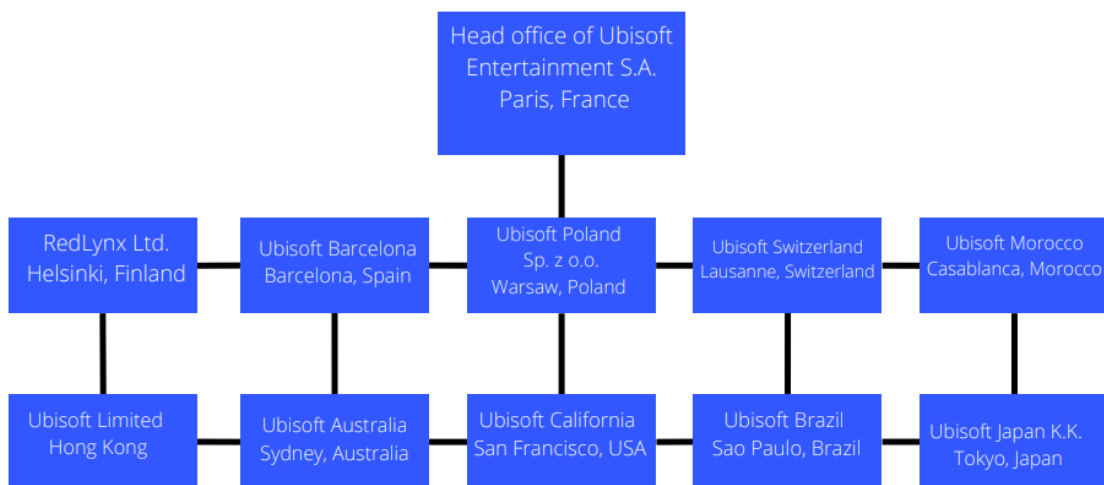 Head office of Ubisoft
Entertainment S.A.
Paris, France
RedLynx Ltd.
Helsinki, Finland
Ubisoft Barcelona
Barcelona, Spain
Ubisoft Poland
Sp. z o.o.
Warsaw, Poland
Ubisoft Switzerland
Lausanne, Switzerland
Ubisoft Morocco
Casablanca, Morocco
Ubisoft Limited
Hong Kong
Ubisoft Australia
Sydney, Australia
Ubisoft California
San Francisco, USA
Ubisoft Brazil
Sao Paulo, Brazil
Ubisoft Japan K.K.
Tokyo, Japan